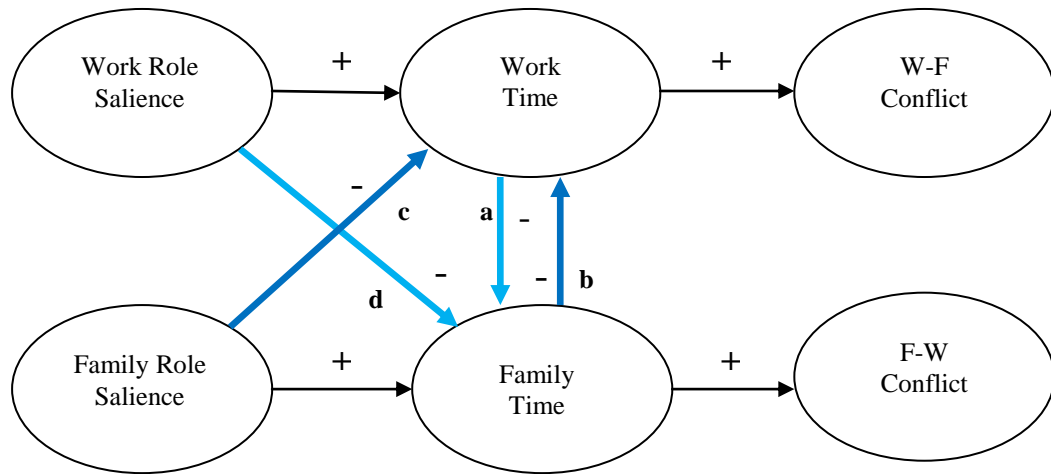 Work Role
Salience
+
Work
Time
+
W-F
Conflict
-
c
a
-
-
d
-
b
Family Role
Salience
+
Family
Time
+
F-W
Conflict